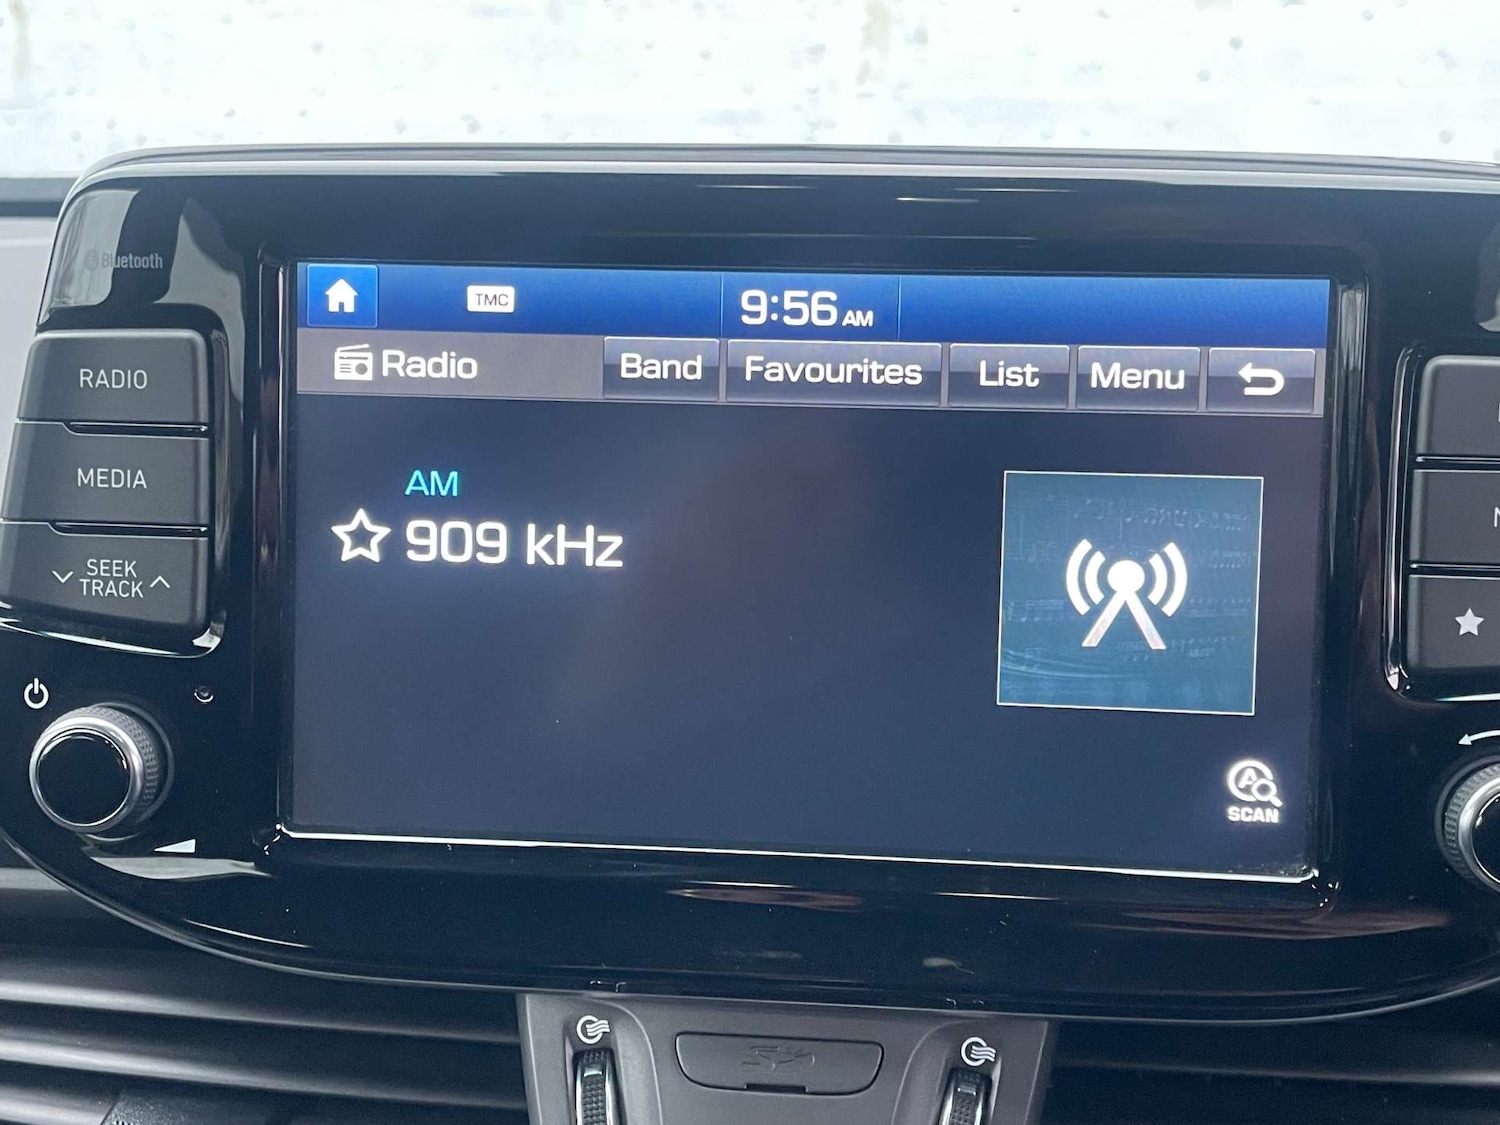 Bluetooth
TMC
9:56 AM
Radio
Band
Favourites
List
Menu
RADIO
MEDIA
SEEK
TRACK
AM
909 kHz
SCAN